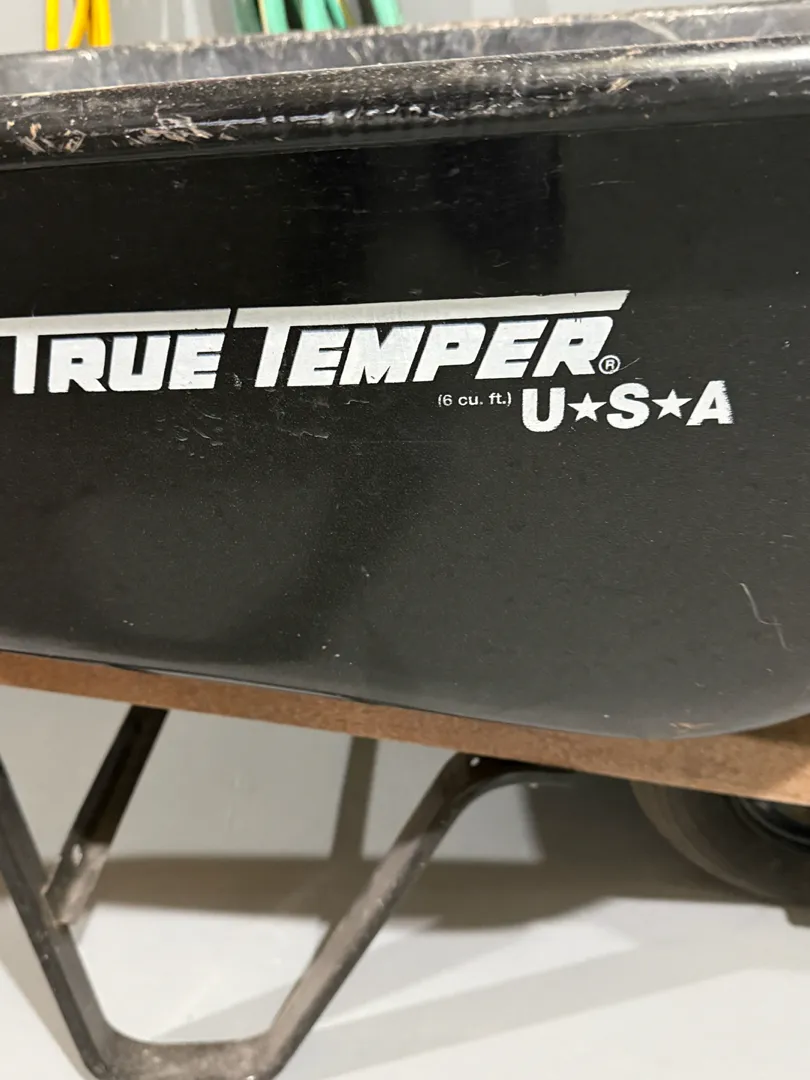 TRUE TEMPER®
(6 cu. ft.) U★S★A